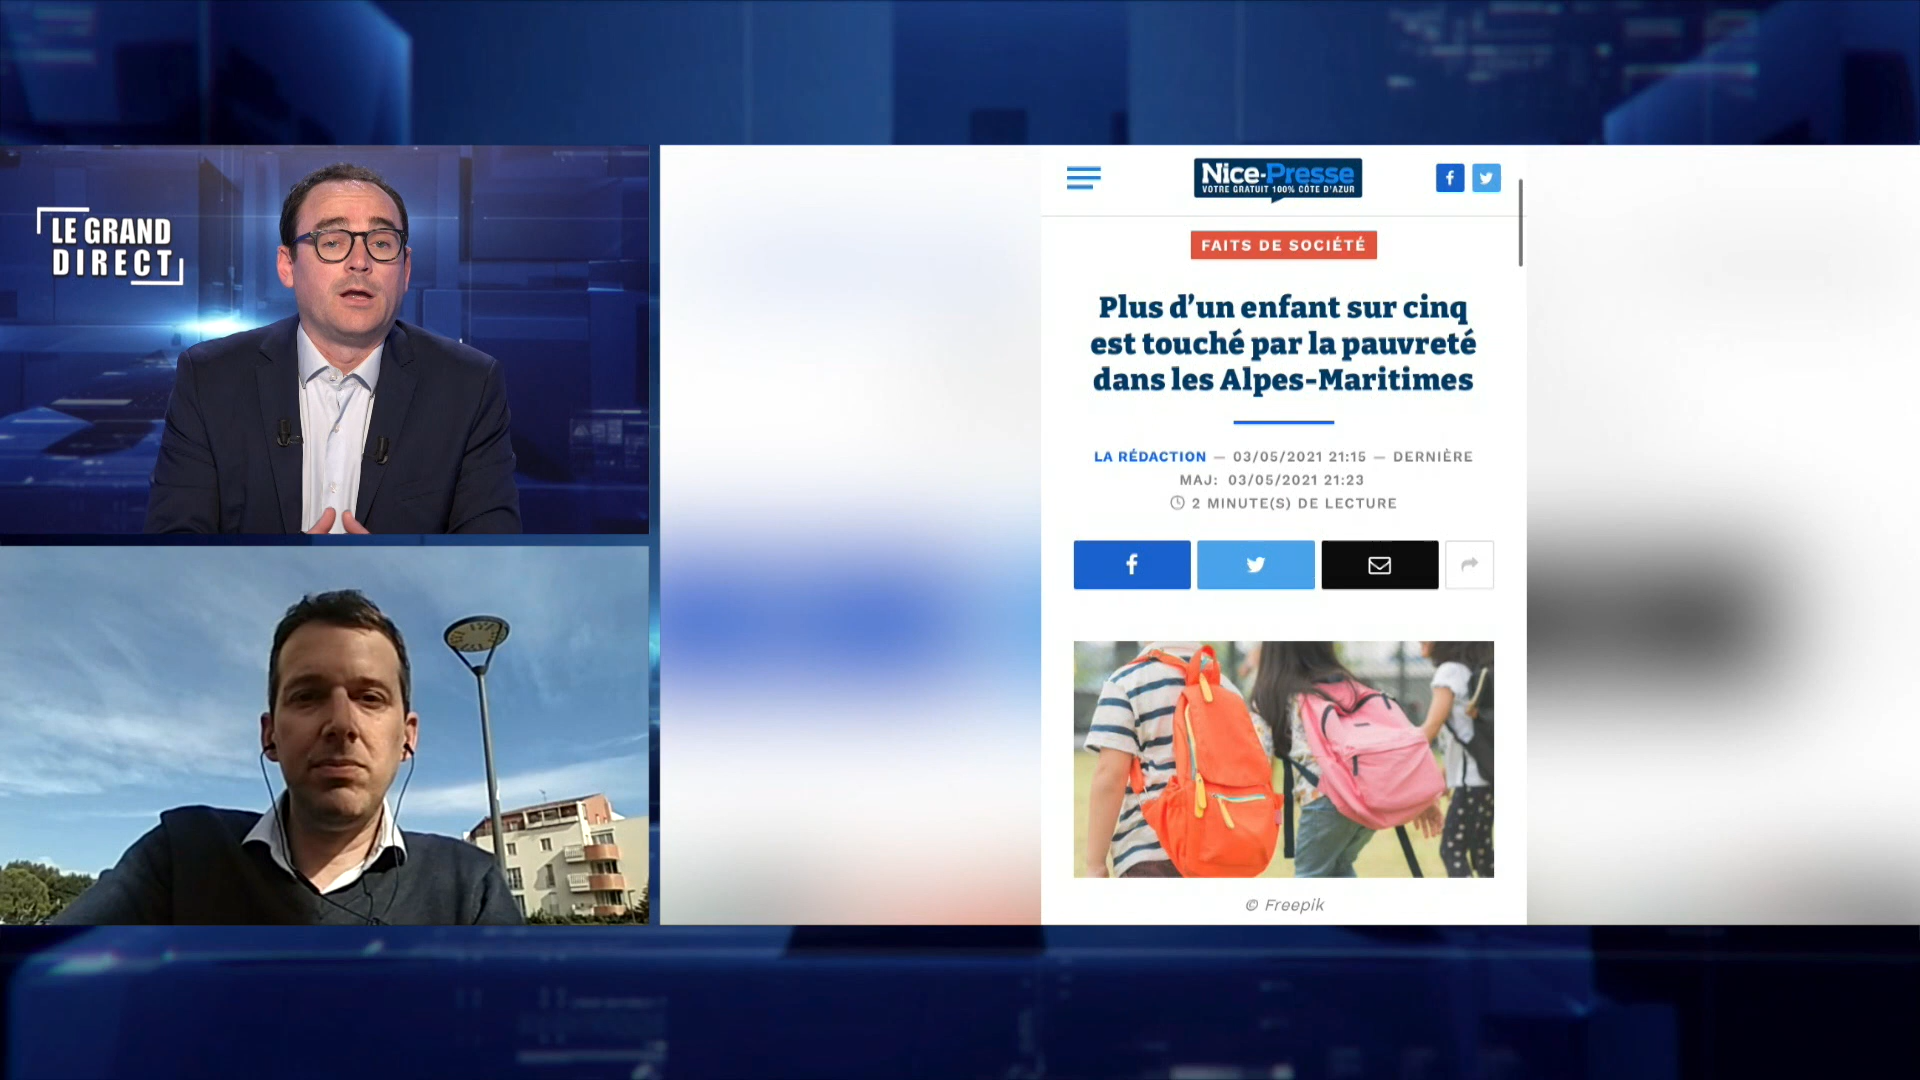 LE GRAND
DIRECT
Nice-Presse
VOTRE GRATUIT 100% CÔTE D'AZUR
FAITS DE SOCIÉTÉ
Plus d’un enfant sur cinq
est touché par la pauvreté
dans les Alpes-Maritimes
LA RÉDACTION — 03/05/2021 21:15 — DERNIÈRE
MAJ: 03/05/2021 21:23
2 MINUTE(S) DE LECTURE
© Freepik